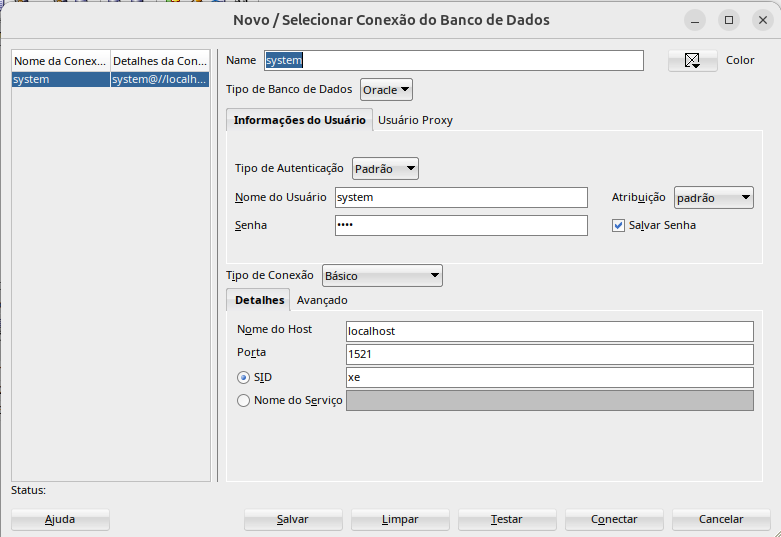 Novo / Selecionar Conexão do Banco de Dados
Nome da Conex... Detalhes da Con...
system system@//localh...
Name system Color
Tipo de Banco de Dados Oracle
Informações do Usuário Usuário Proxy
Tipo de Autenticação Padrão
Nome do Usuário system Atribuição padrão
Senha •••• Salvar Senha
Tipo de Conexão Básico
Detalhes Avançado
Nome do Host localhost
Porta 1521
SID xe
Nome do Serviço
Status:
Ajuda Salvar Limpar Testar Conectar Cancelar